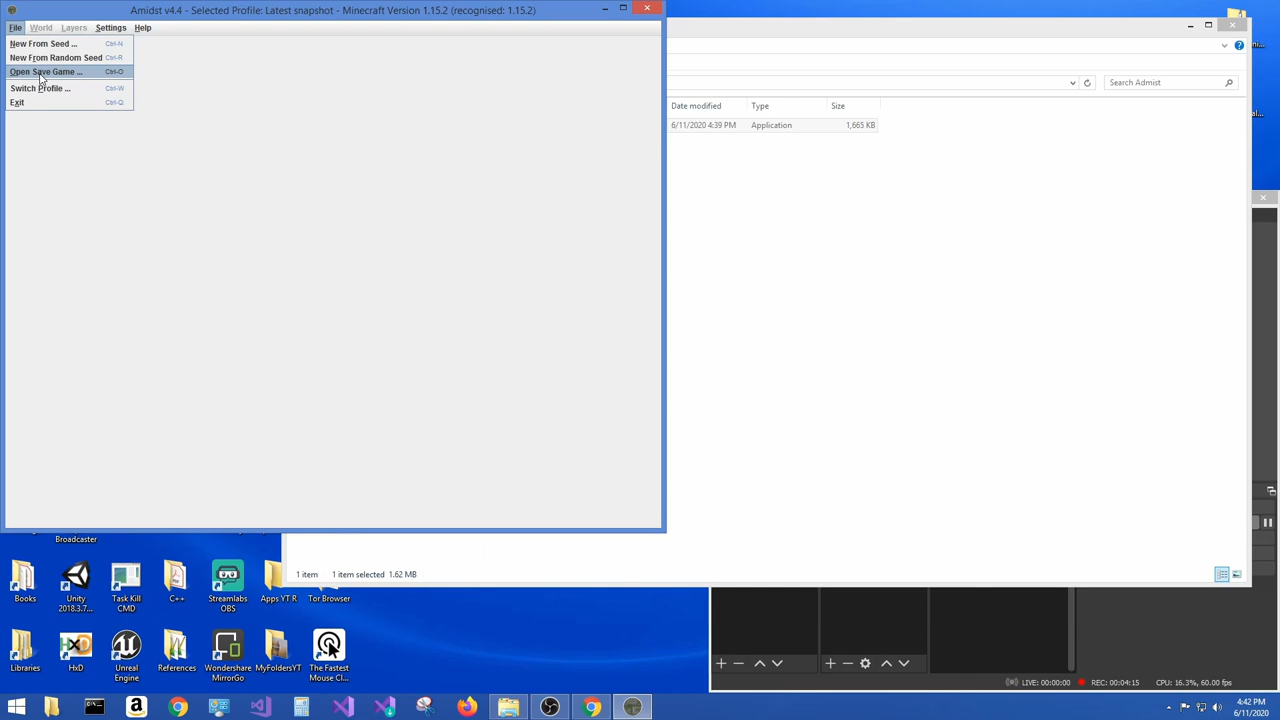 Amidst v4.4 - Selected Profile: Latest snapshot - Minecraft Version 1.15.2 (recognised: 1.15.2)
File World Layers Settings Help
New From Seed ... Ctrl-N
New From Random Seed Ctrl-R
Open Save Game ... Ctrl-O
Switch Profile ... Ctrl-W
Exit Ctrl-Q
Search Admist
Date modified Type Size
6/11/2020 4:39 PM Application 1,665 KB
1 item 1 item selected 1.62 MB
Broadcaster
Books
Unity 2018.3.7...
Task Kill CMD
C++
Streamlabs OBS
Apps YT R
Tor Browser
Libraries
HxD
Unreal Engine
References
Wondershare MirrorGo
MyFoldersYT
The Fastest Mouse Cl...
LIVE: 00:00:00 REC: 00:04:15 CPU: 16.3%, 60.00 fps
4:42 PM
6/11/2020